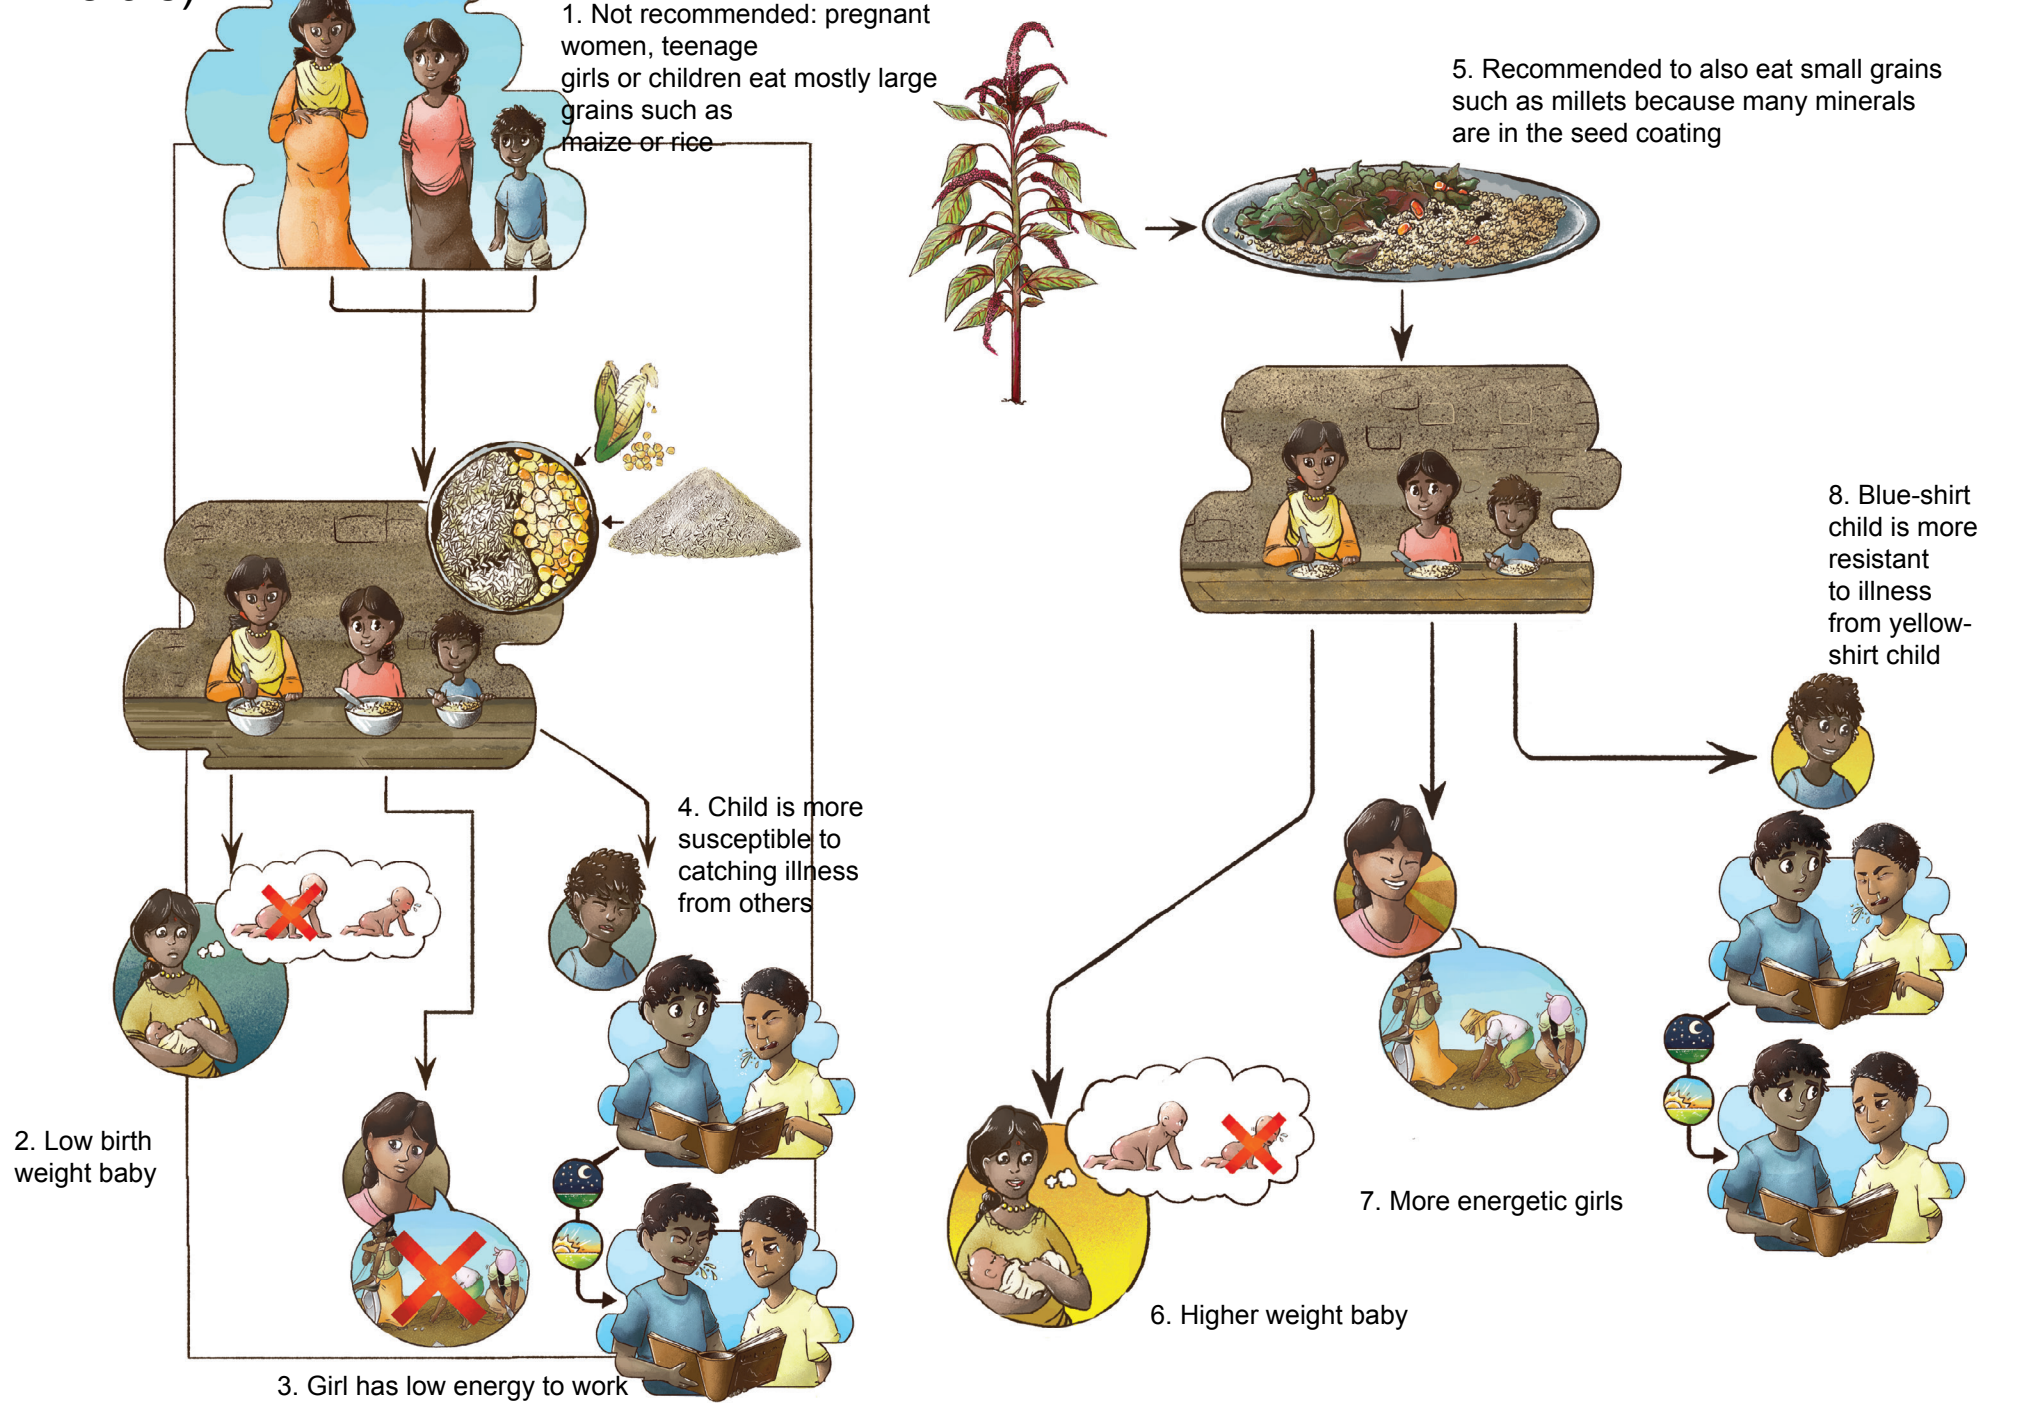 1. Not recommended: pregnant
women, teenage
girls or children eat mostly large
grains such as
maize or rice
5. Recommended to also eat small grains
such as millets because many minerals
are in the seed coating
8. Blue-shirt
child is more
resistant
to illness
from yellow-
shirt child
4. Child is more
susceptible to
catching illness
from others
2. Low birth
weight baby
7. More energetic girls
6. Higher weight baby
3. Girl has low energy to work